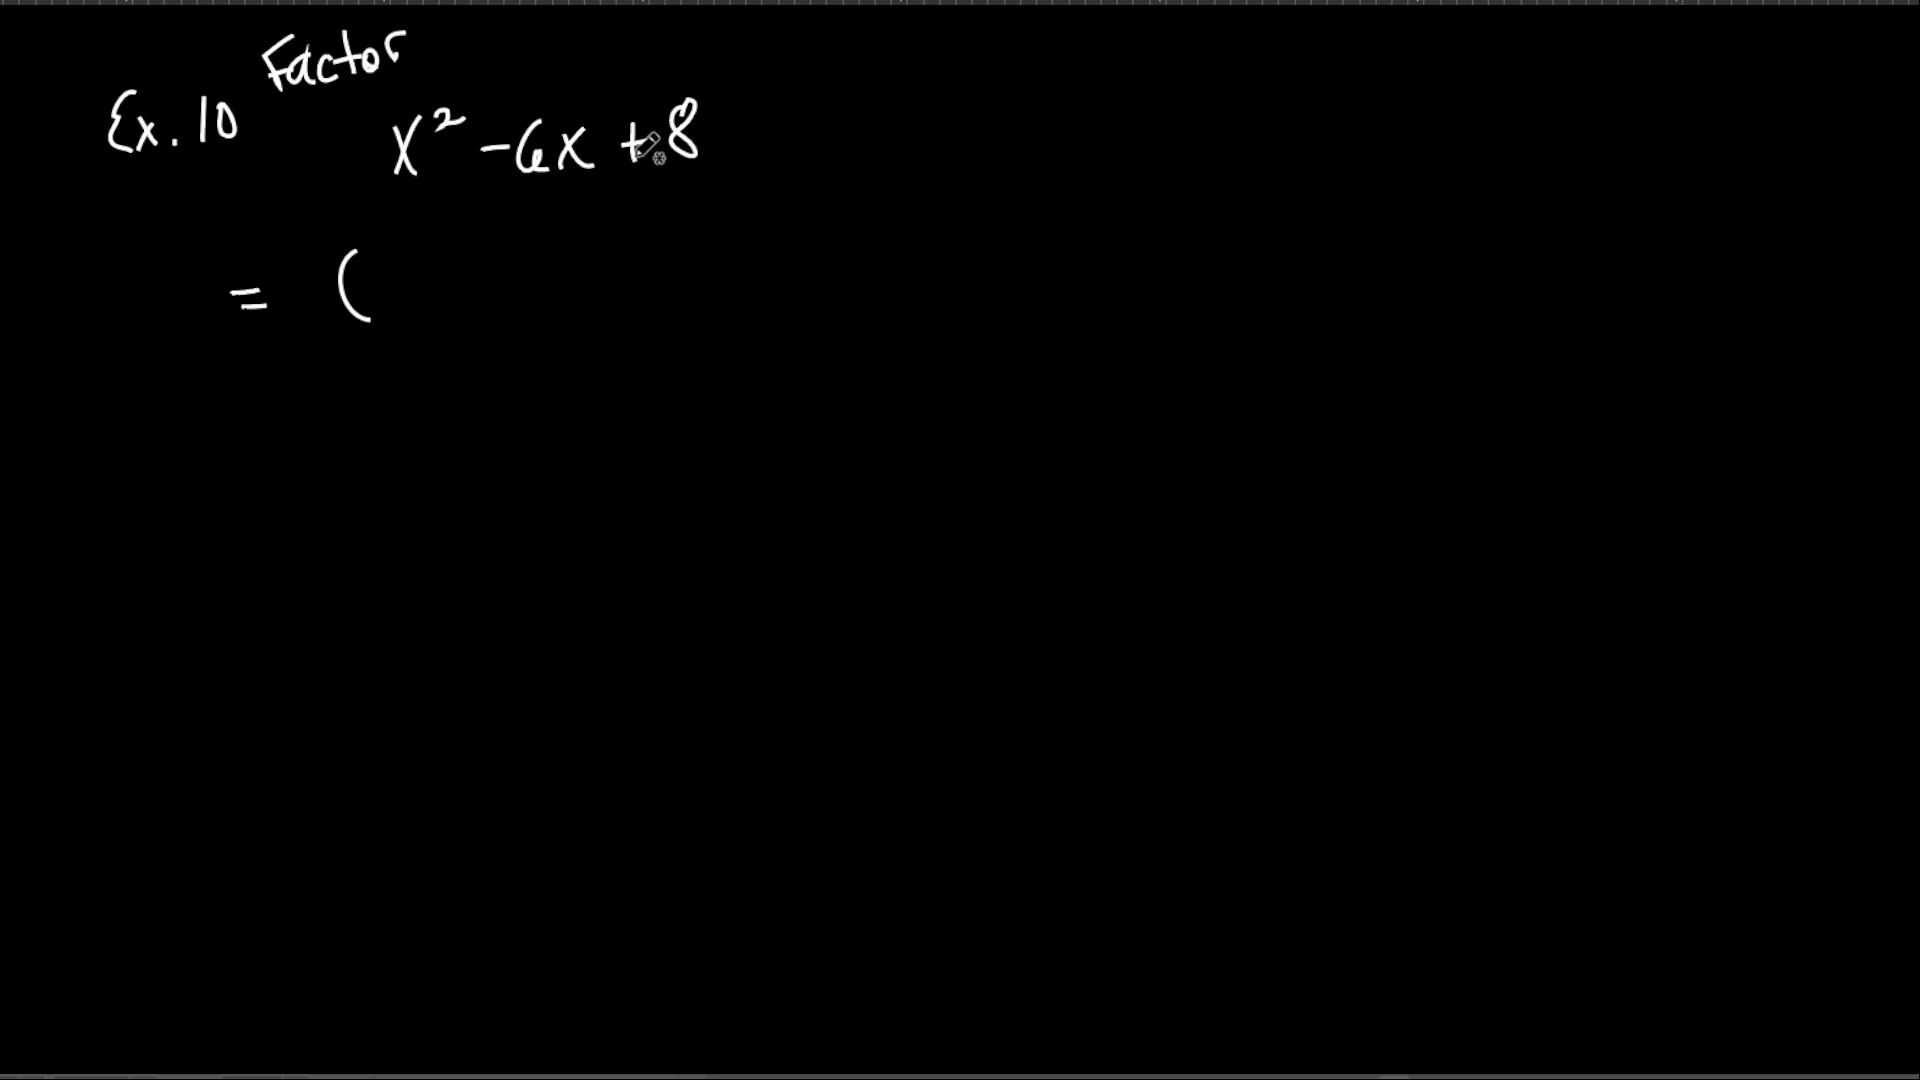 Factor
Ex. 10
x² -6x +8
= (